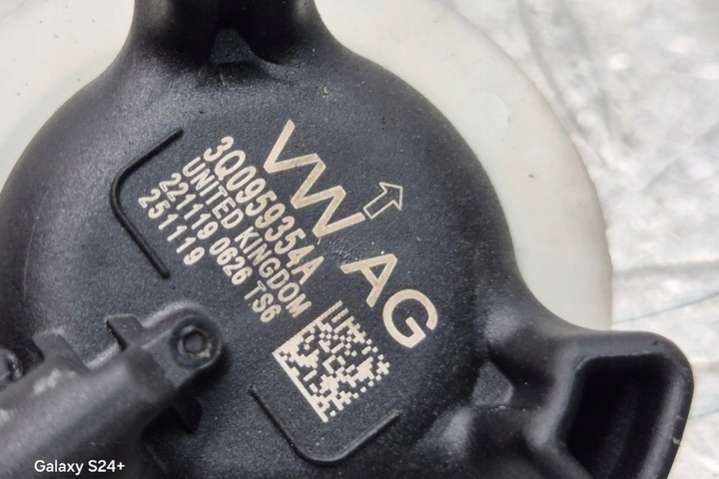 VW AG
3Q0959354A
UNITED KINGDOM
221119 0626 TS6
251119
Galaxy S24+